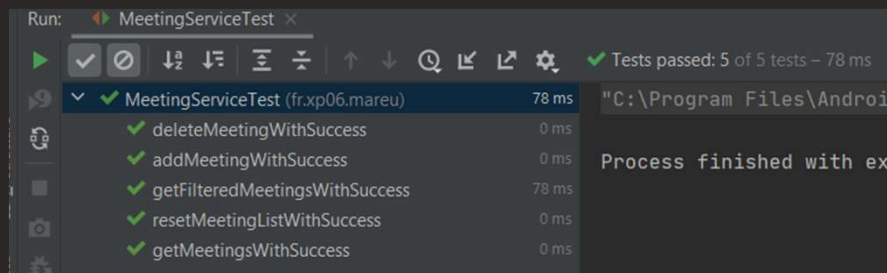 Run: MeetingServiceTest ×
Tests passed: 5 of 5 tests – 78 ms
MeetingServiceTest (fr.xp06.mareu) 78 ms
deleteMeetingWithSuccess 0 ms
addMeetingWithSuccess 0 ms
getFilteredMeetingsWithSuccess 78 ms
resetMeetingListWithSuccess 0 ms
getMeetingsWithSuccess 0 ms
"C:\Program Files\Androi
Process finished with ex